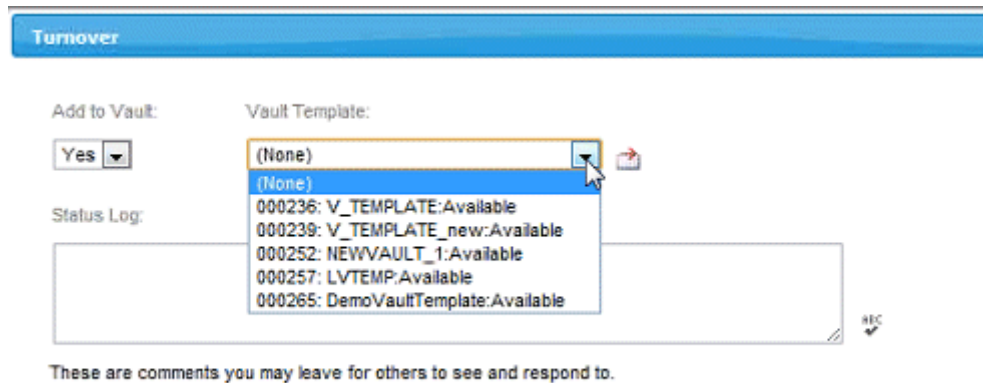 Turnover
Add to Vault: Vault Template:
Yes (None)
(None)
000236: V_TEMPLATE:Available
000239: V_TEMPLATE_new:Available
Status Log:
000252: NEWVAULT_1:Available
000257: LVTEMP:Available
000265: DemoVaultTemplate:Available
ABC
These are comments you may leave for others to see and respond to.